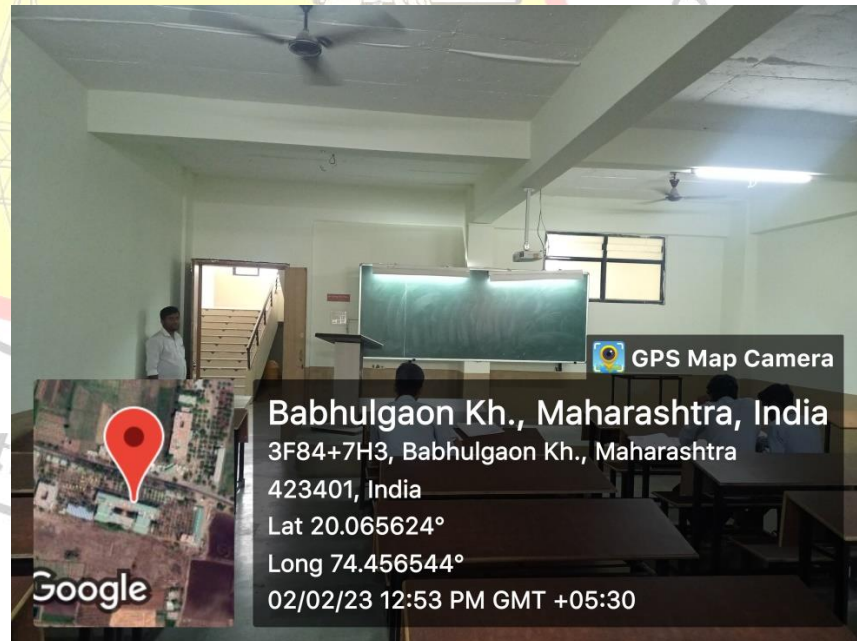 GPS Map Camera
Babhulgaon Kh., Maharashtra, India
3F84+7H3, Babhulgaon Kh., Maharashtra
423401, India
Lat 20.065624°
Long 74.456544°
02/02/23 12:53 PM GMT +05:30
Google